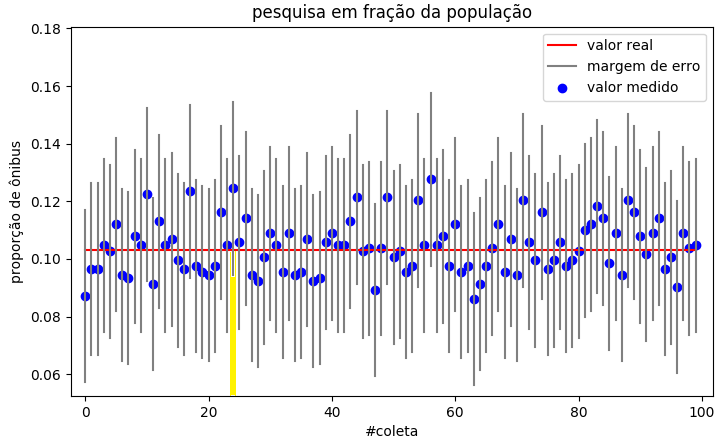 pesquisa em fração da população
valor real
margem de erro
valor medido
proporção de ônibus
0.18
0.16
0.14
0.12
0.10
0.08
0.06
0 20 40 60 80 100
#coleta